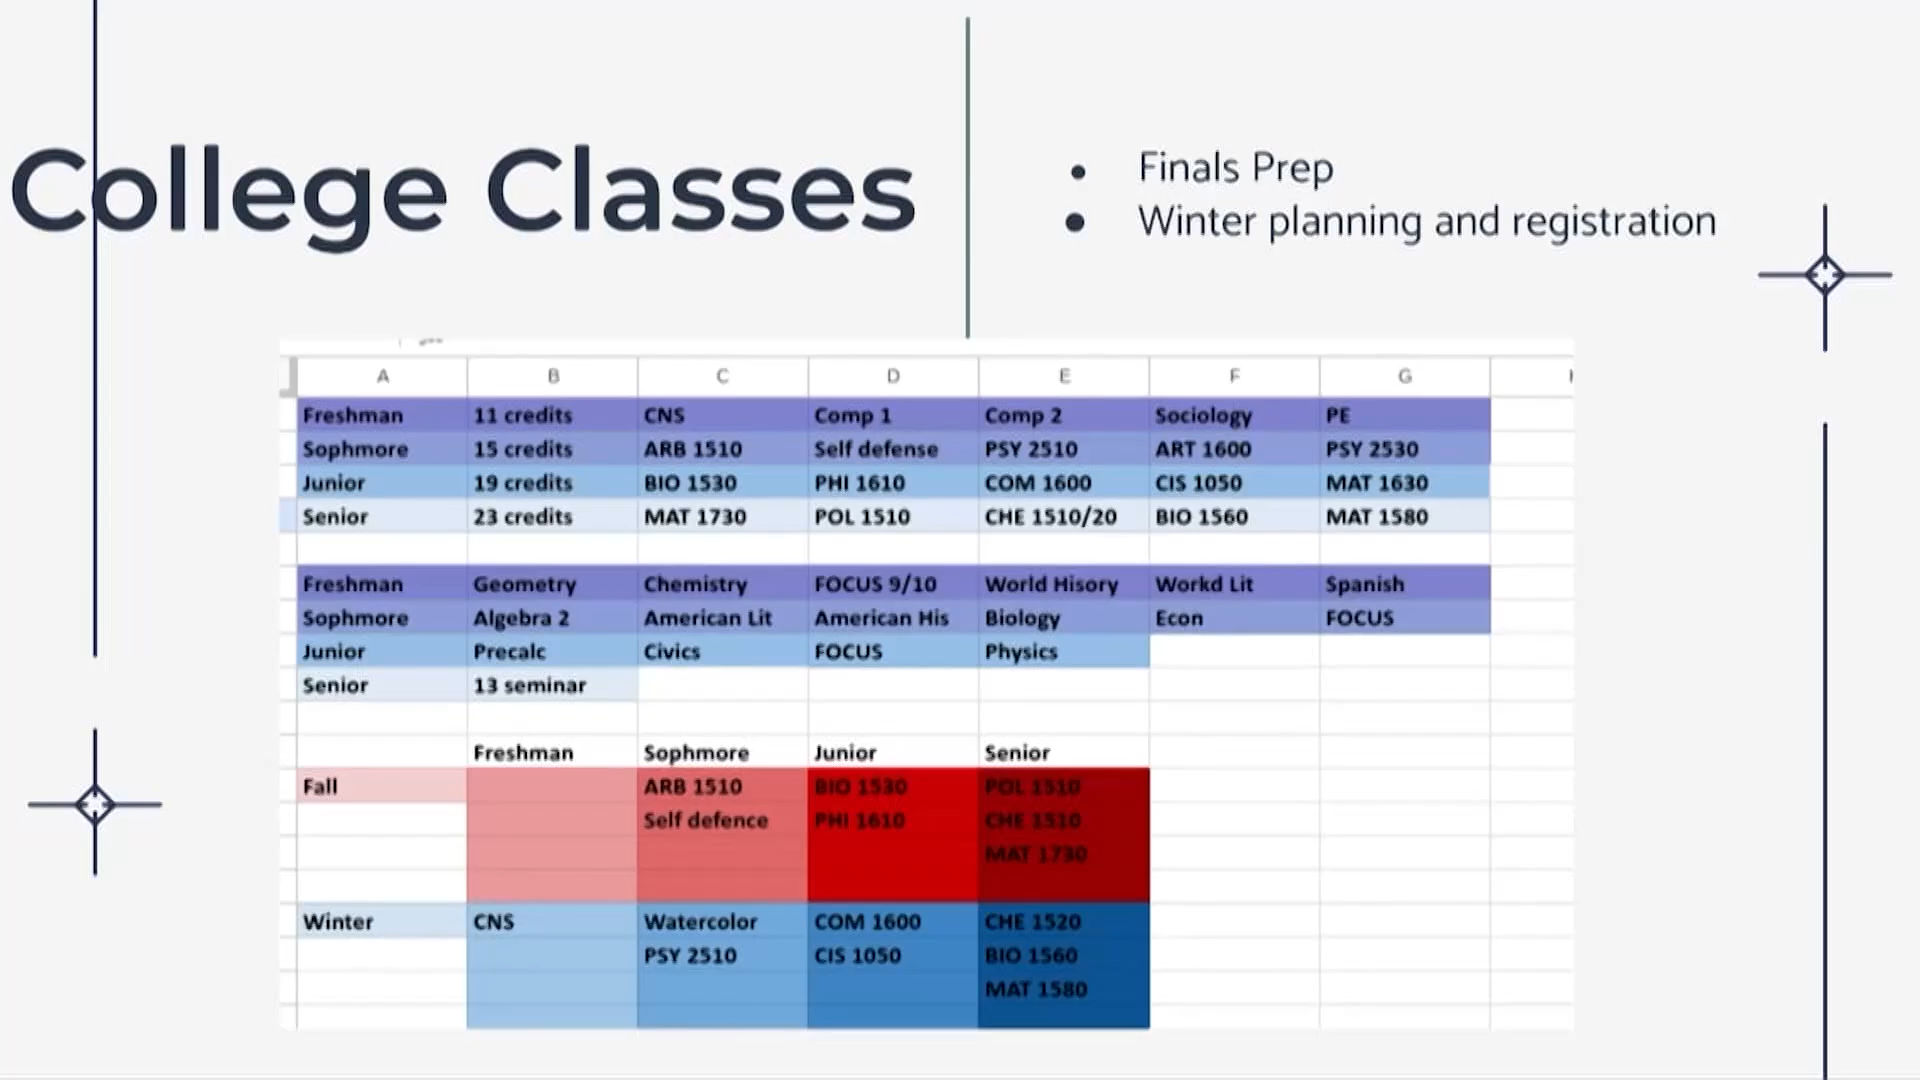 College Classes
Finals Prep
Winter planning and registration
A B C D E F G
Freshman 11 credits CNS Comp 1 Comp 2 Sociology PE
Sophmore 15 credits ARB 1510 Self defense PSY 2510 ART 1600 PSY 2530
Junior 19 credits BIO 1530 PHI 1610 COM 1600 CIS 1050 MAT 1630
Senior 23 credits MAT 1730 POL 1510 CHE 1510/20 BIO 1560 MAT 1580
Freshman Geometry Chemistry FOCUS 9/10 World Hisory Workd Lit Spanish
Sophmore Algebra 2 American Lit American His Biology Econ FOCUS
Junior Precalc Civics FOCUS Physics
Senior 13 seminar
Freshman Sophmore Junior Senior
Fall ARB 1510 BIO 1530 POL 1510
Self defence PHI 1610 CHE 1510
MAT 1730
Winter CNS Watercolor COM 1600 CHE 1520
PSY 2510 CIS 1050 BIO 1560
MAT 1580